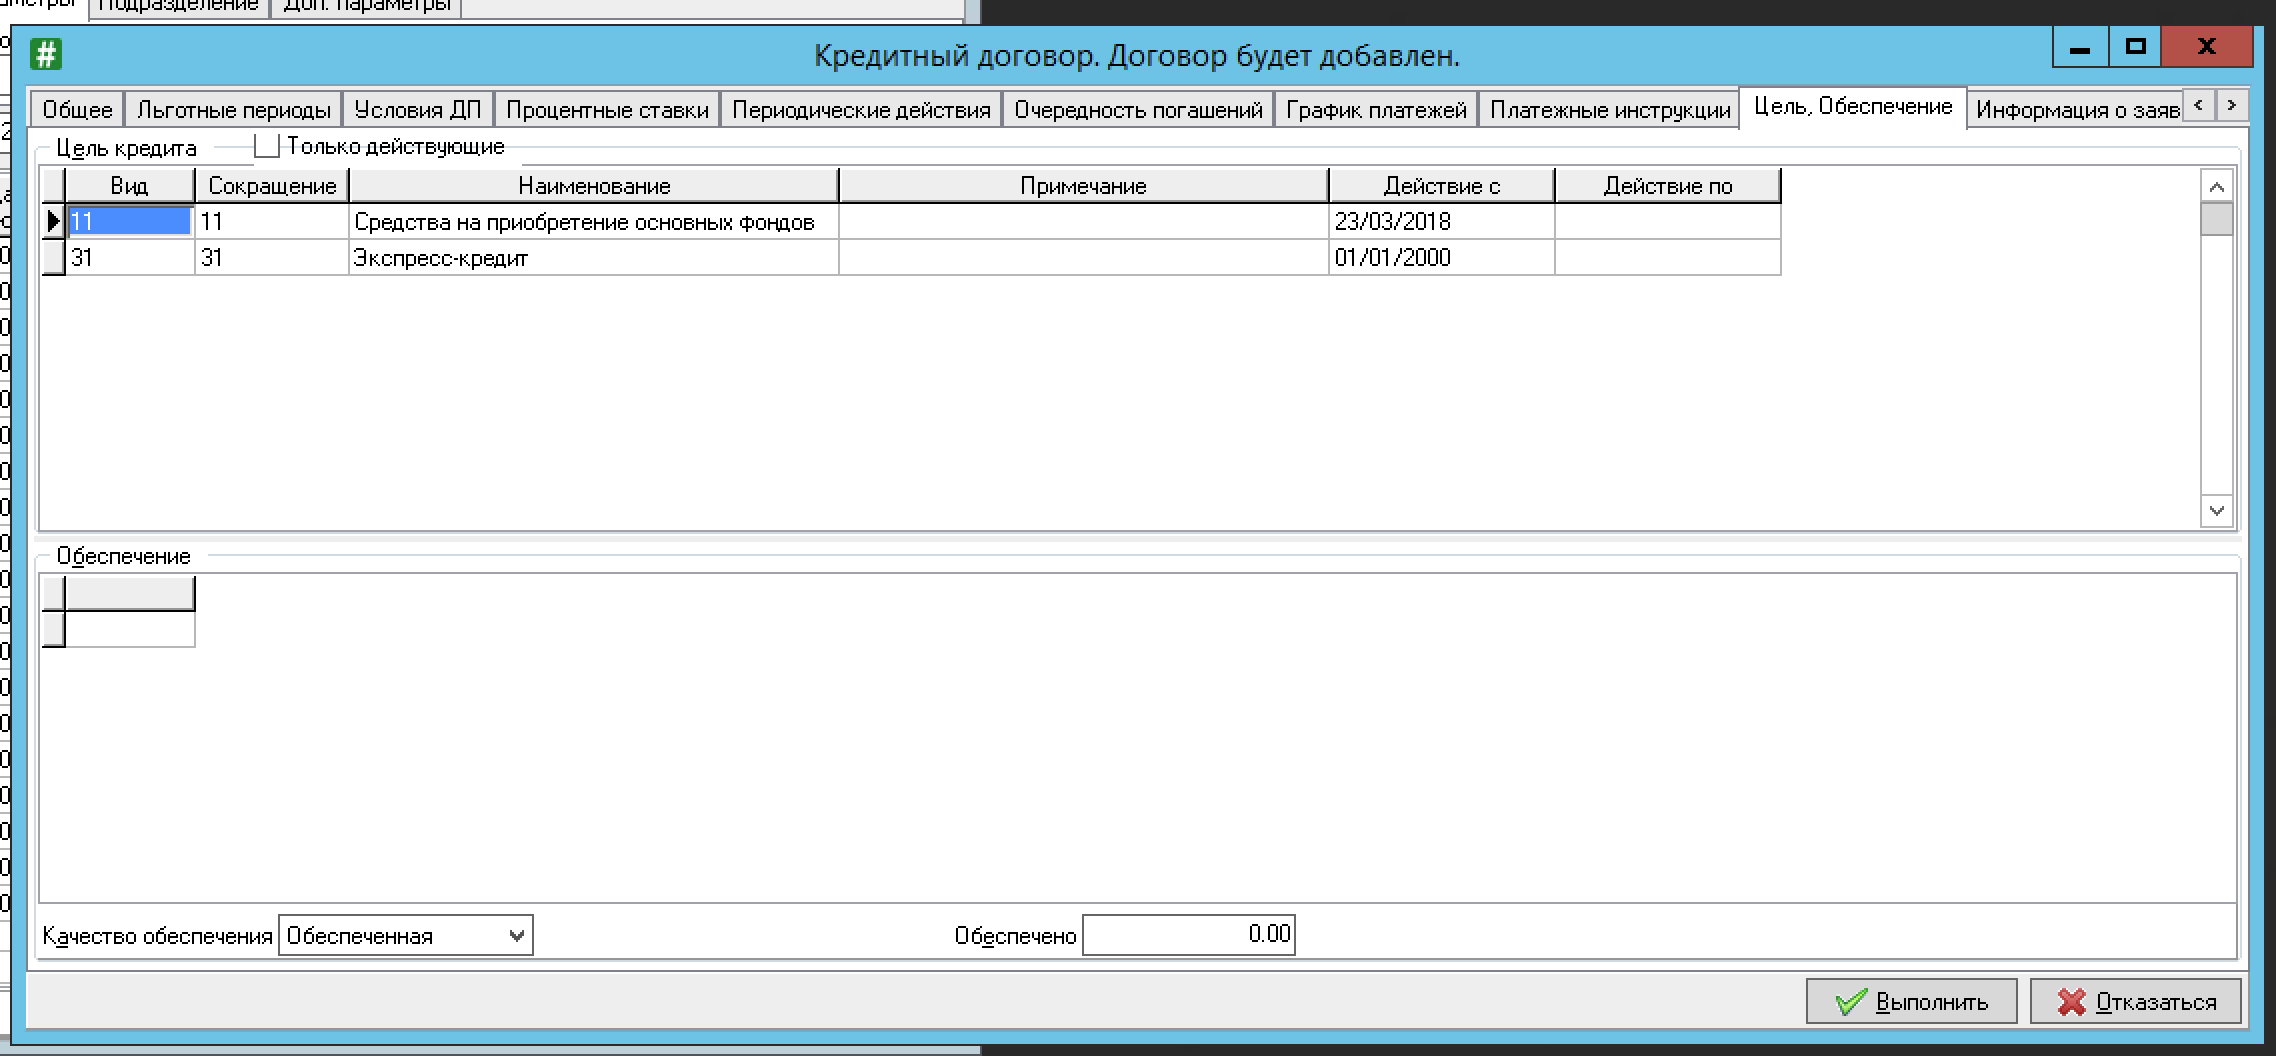 Подразделение Доп. параметры
Кредитный договор. Договор будет добавлен.
Общее Льготные периоды Условия ДП Процентные ставки Периодические действия Очередность погашений График платежей Платежные инструкции Цель, Обеспечение Информация о заяв
Цель кредита Только действующие
Вид Сокращение Наименование Примечание Действие с Действие по
11 11 Средства на приобретение основных фондов 23/03/2018
31 31 Экспресс-кредит 01/01/2000
Обеспечение
Качество обеспечения Обеспеченная Обеспечено 0.00
Выполнить Отказаться